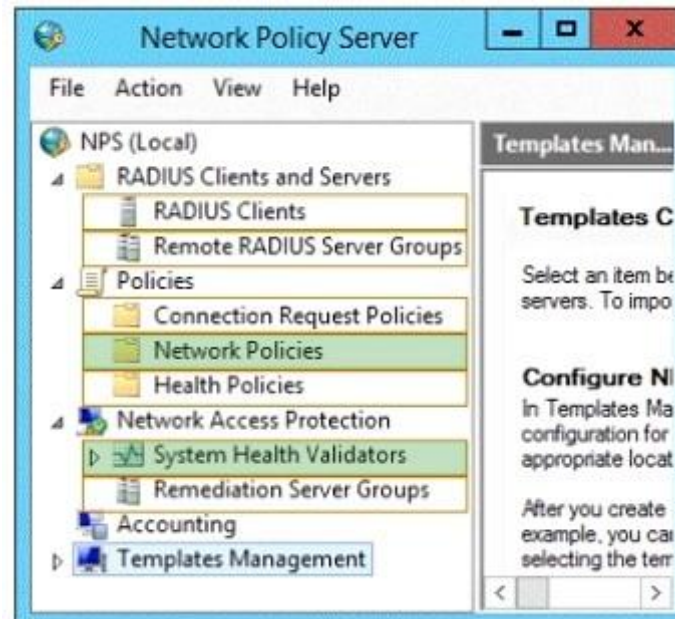 Network Policy Server
File Action View Help
NPS (Local)
RADIUS Clients and Servers
RADIUS Clients
Remote RADIUS Server Groups
Policies
Connection Request Policies
Network Policies
Health Policies
Network Access Protection
System Health Validators
Remediation Server Groups
Accounting
Templates Management
Templates Man...
Templates C
Select an item be
servers. To impo
Configure N
In Templates Ma
configuration for
appropriate locat
After you create
example, you ca
selecting the tem